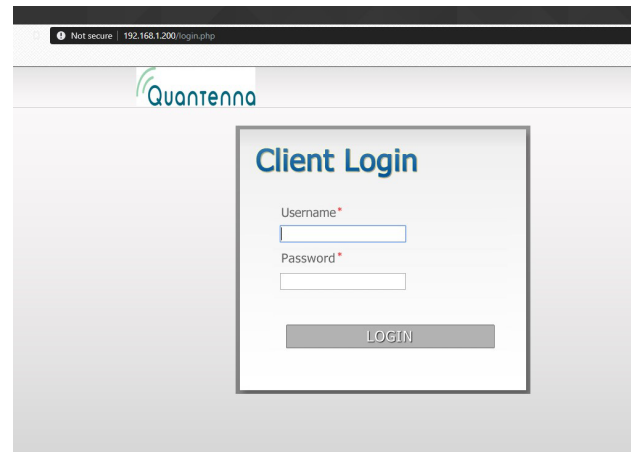 Not secure | 192.168.1.200/login.php
Quantenna
Client Login
Username*
Password*
LOGIN